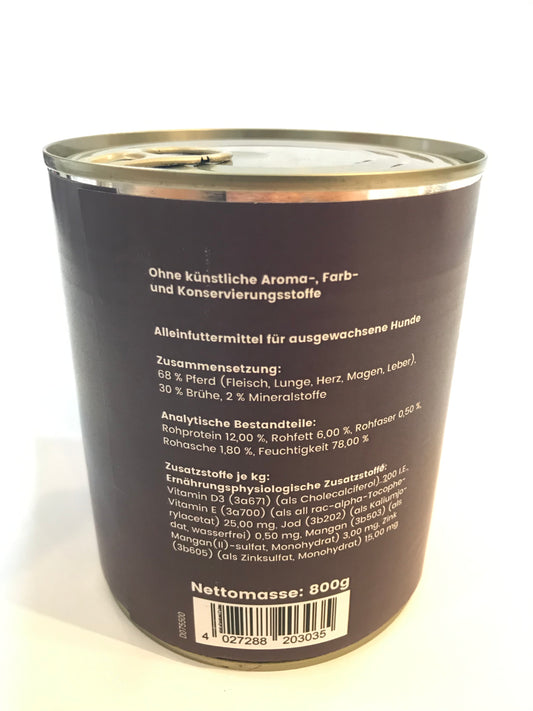 Ohne künstliche Aroma-, Farb-
und Konservierungsstoffe
Alleinfuttermittel für ausgewachsene Hunde
Zusammensetzung:
68 % Pferd (Fleisch, Lunge, Herz, Magen, Leber),
30 % Brühe, 2 % Mineralstoffe
Analytische Bestandteile:
Rohprotein 12,00 %, Rohfett 6,00 %, Rohfaser 0,50 %,
Rohasche 1,80 %, Feuchtigkeit 78,00 %
Zusatzstoffe je kg:
Ernährungsphysiologische Zusatzstoffe:
Vitamin D3 (3a671) (als Cholecalciferol) 200 I.E,
Vitamin E (3a700) (als all rac-alpha-Tocophe-
rylacetat) 25,00 mg, Jod (3b202) (als Kaliumjo-
dat, wasserfrei) 0,50 mg, Mangan (3b503) (als
Mangan(II)-sulfat, Monohydrat) 3,00 mg, Zink
(3b605) (als Zinksulfat, Monohydrat) 15,00 mg
Nettomasse: 800g
D075500
4 027288 203035